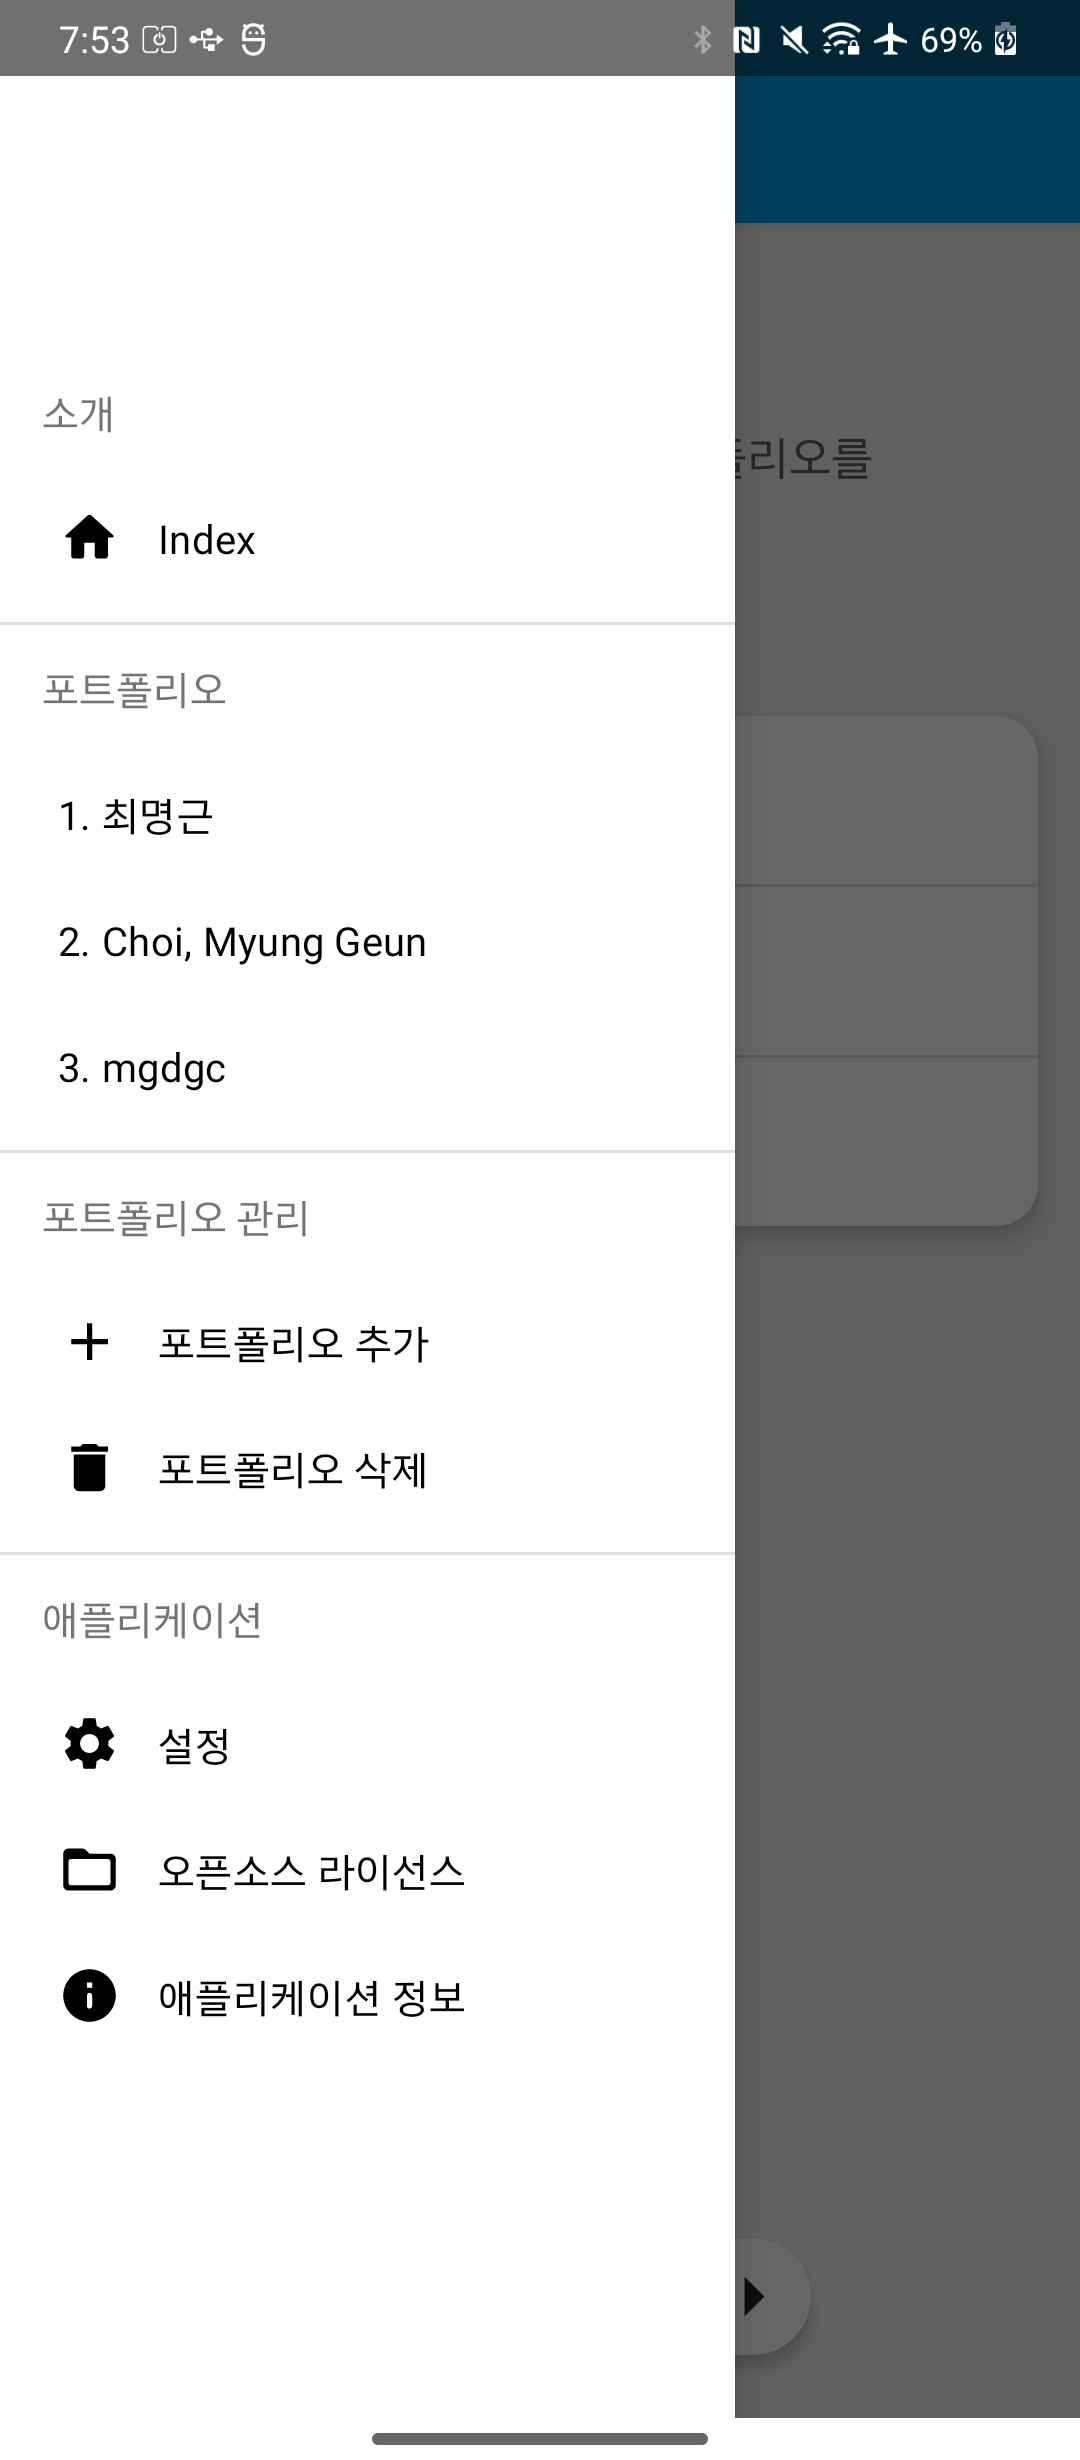 7:53
69%
소개
리오를
Index
포트폴리오
1. 최명근
2. Choi, Myung Geun
3. mgdgc
포트폴리오 관리
포트폴리오 추가
포트폴리오 삭제
애플리케이션
설정
오픈소스 라이선스
애플리케이션 정보